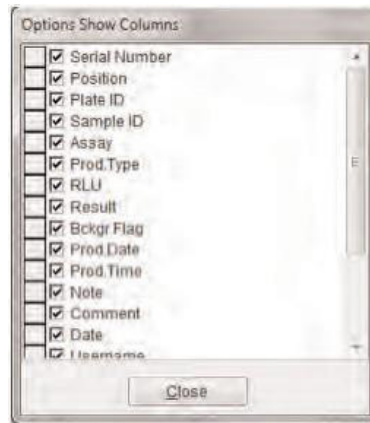 Options Show Columns
Serial Number
Position
Plate ID
Sample ID
Assay
Prod.Type
RLU
Result
Bckgr.Flag
Prod.Date
Prod.Time
Note
Comment
Date
Username
Close